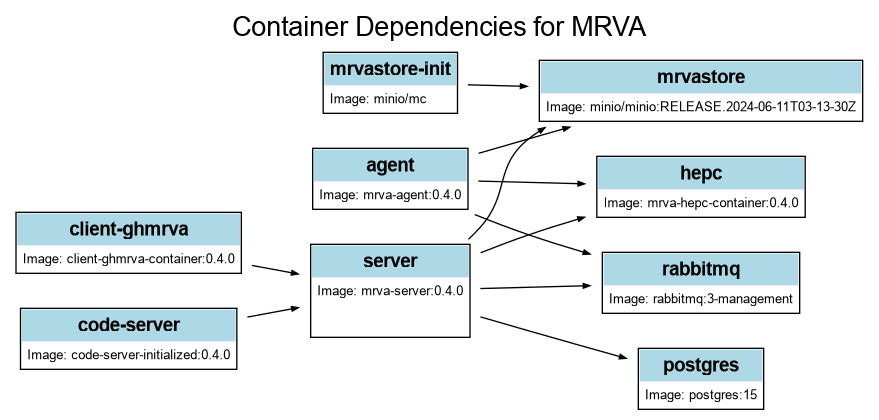 Container Dependencies for MRVA
mrvastore-init
Image: minio/mc
mrvastore
Image: minio/minio:RELEASE.2024-06-11T03-13-30Z
agent
Image: mrva-agent:0.4.0
hepc
Image: mrva-hepc-container:0.4.0
client-ghmrva
Image: client-ghmrva-container:0.4.0
server
Image: mrva-server:0.4.0
rabbitmq
Image: rabbitmq:3-management
code-server
Image: code-server-initialized:0.4.0
postgres
Image: postgres:15